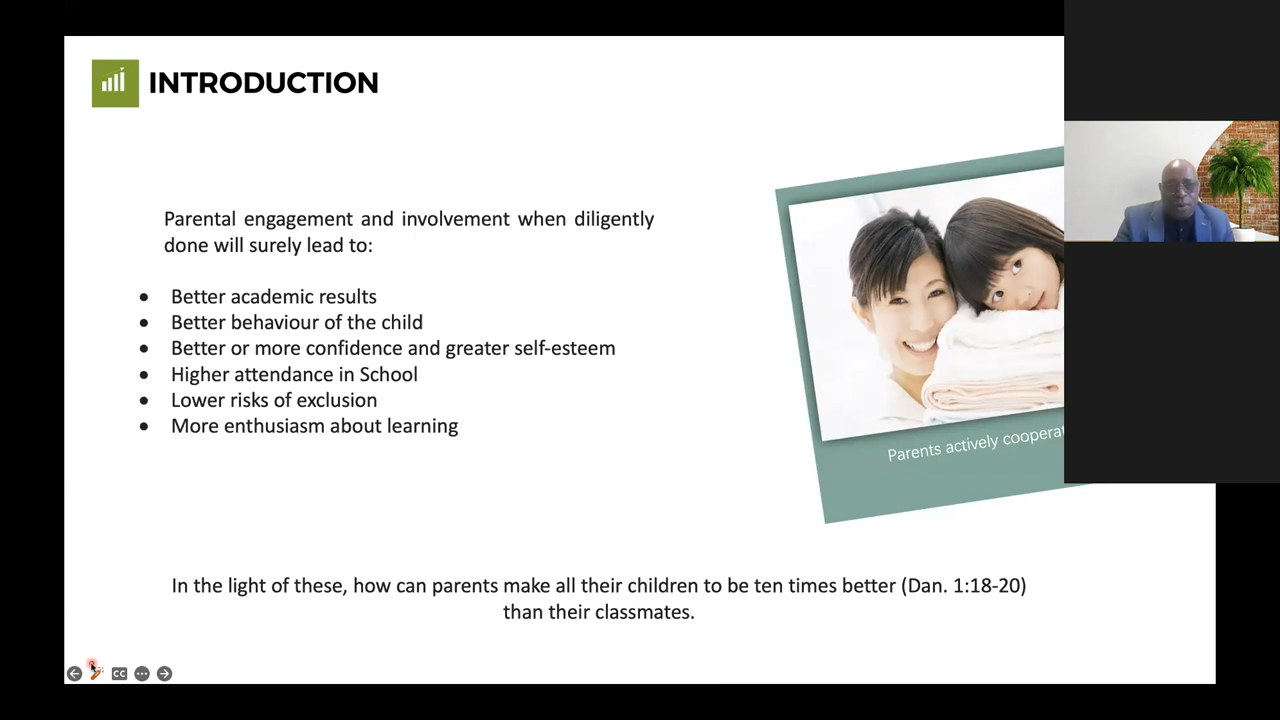 INTRODUCTION
Parental engagement and involvement when diligently
done will surely lead to:
• Better academic results
• Better behaviour of the child
• Better or more confidence and greater self-esteem
• Higher attendance in School
• Lower risks of exclusion
• More enthusiasm about learning
Parents actively cooperat
In the light of these, how can parents make all their children to be ten times better (Dan. 1:18-20)
than their classmates.
CC